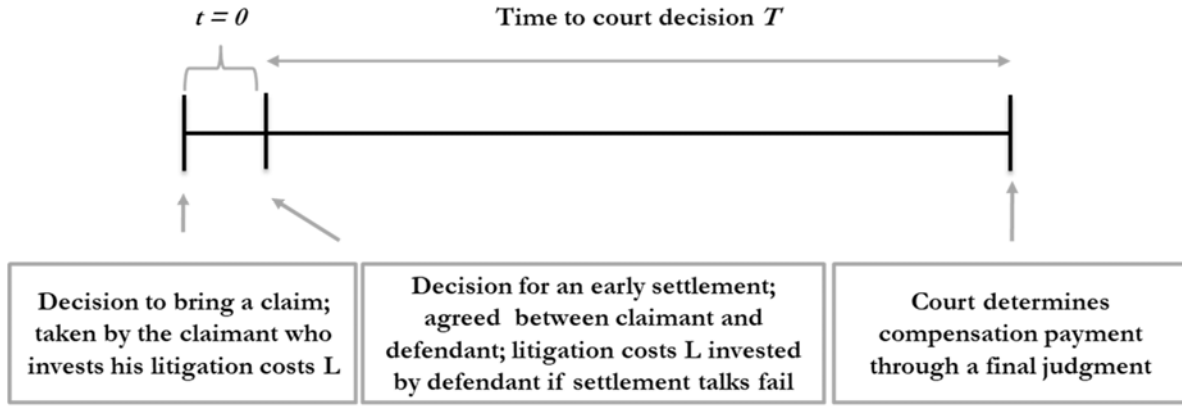 t = 0
Time to court decision T
Decision to bring a claim;
taken by the claimant who
invests his litigation costs L
Decision for an early settlement;
agreed between claimant and
defendant; litigation costs L invested
by defendant if settlement talks fail
Court determines
compensation payment
through a final judgment